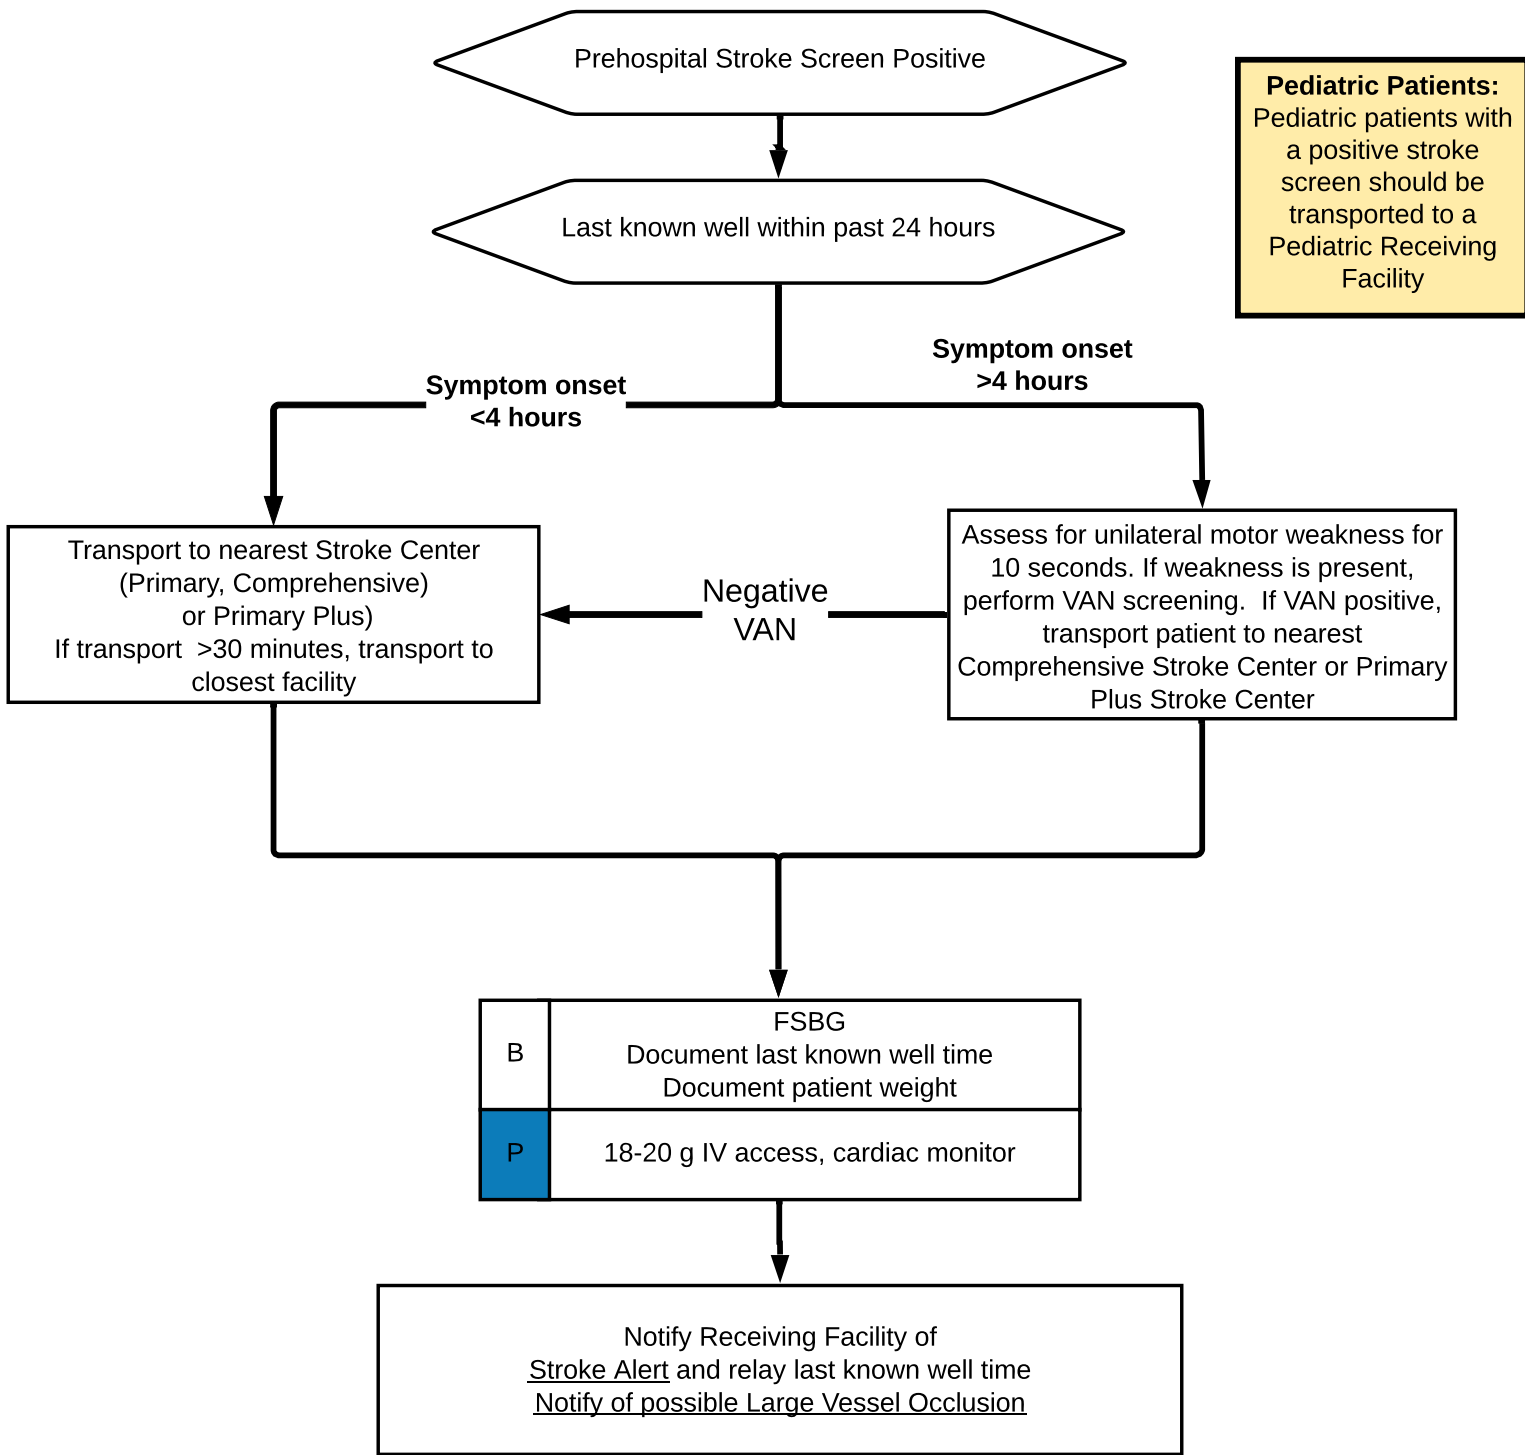 Prehospital Stroke Screen Positive
Pediatric Patients:
Pediatric patients with
a positive stroke
screen should be
transported to a
Pediatric Receiving
Facility
Last known well within past 24 hours
Symptom onset
<4 hours
Symptom onset
>4 hours
Transport to nearest Stroke Center
(Primary, Comprehensive)
or Primary Plus)
If transport  >30 minutes, transport to
closest facility
Negative
VAN
Assess for unilateral motor weakness for
10 seconds. If weakness is present,
perform VAN screening.  If VAN positive,
transport patient to nearest
Comprehensive Stroke Center or Primary
Plus Stroke Center
B
FSBG
Document last known well time
Document patient weight
P
18-20 g IV access, cardiac monitor
Notify Receiving Facility of
Stroke Alert and relay last known well time
Notify of possible Large Vessel Occlusion